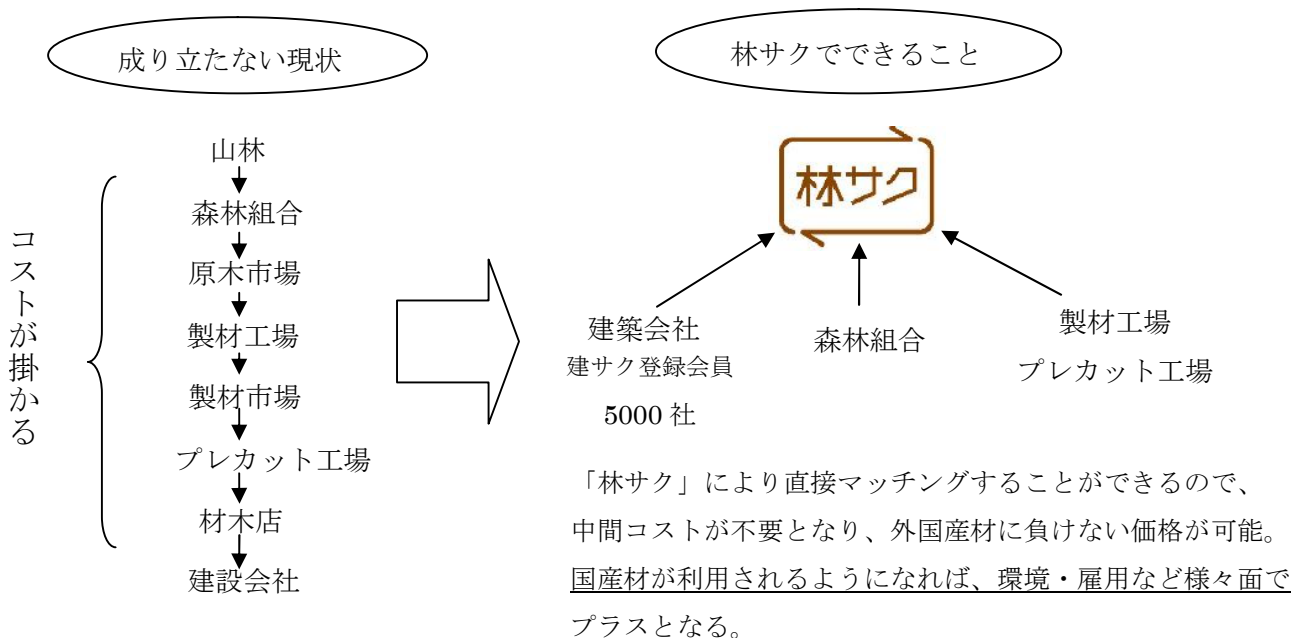 成り立たない現状
山林
森林組合
原木市場
製材工場
製材市場
プレカット工場
材木店
建設会社
コストが掛かる
林サクでできること
林サク
建築会社
建サク登録会員
5000 社
森林組合
製材工場
プレカット工場
「林サク」により直接マッチングすることができるので、
中間コストが不要となり、外国産材に負けない価格が可能。
国産材が利用されるようになれば、環境・雇用など様々面で
プラスとなる。